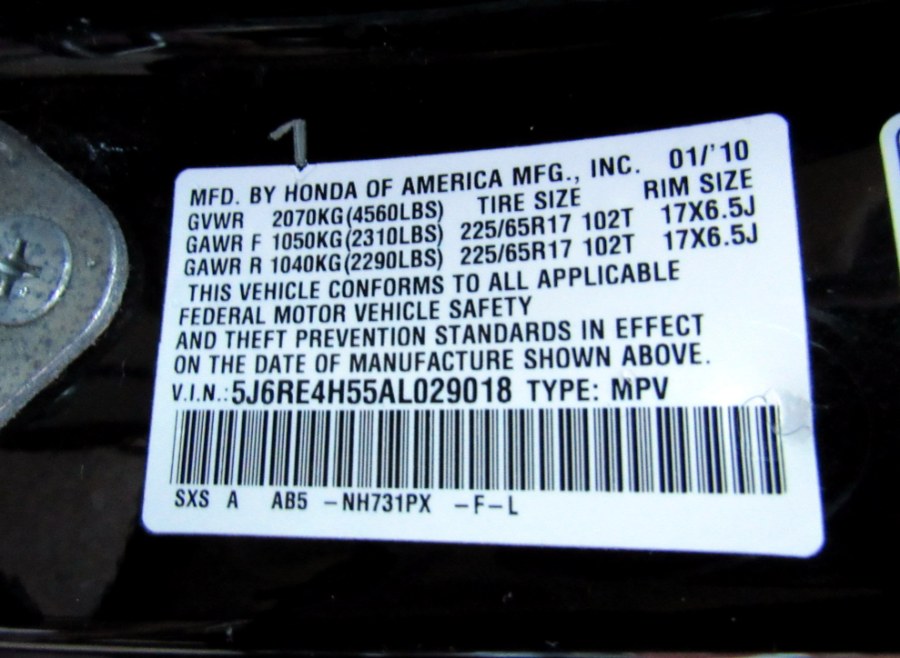 1
MFD. BY HONDA OF AMERICA MFG., INC. 01/'10
GVWR 2070KG(4560LBS) TIRE SIZE RIM SIZE
GAWR F 1050KG(2310LBS) 225/65R17 102T 17X6.5J
GAWR R 1040KG(2290LBS) 225/65R17 102T 17X6.5J
THIS VEHICLE CONFORMS TO ALL APPLICABLE
FEDERAL MOTOR VEHICLE SAFETY
AND THEFT PREVENTION STANDARDS IN EFFECT
ON THE DATE OF MANUFACTURE SHOWN ABOVE.
V.I.N.:5J6RE4H55AL029018 TYPE: MPV
SXS A AB5 –NH731PX –F–L